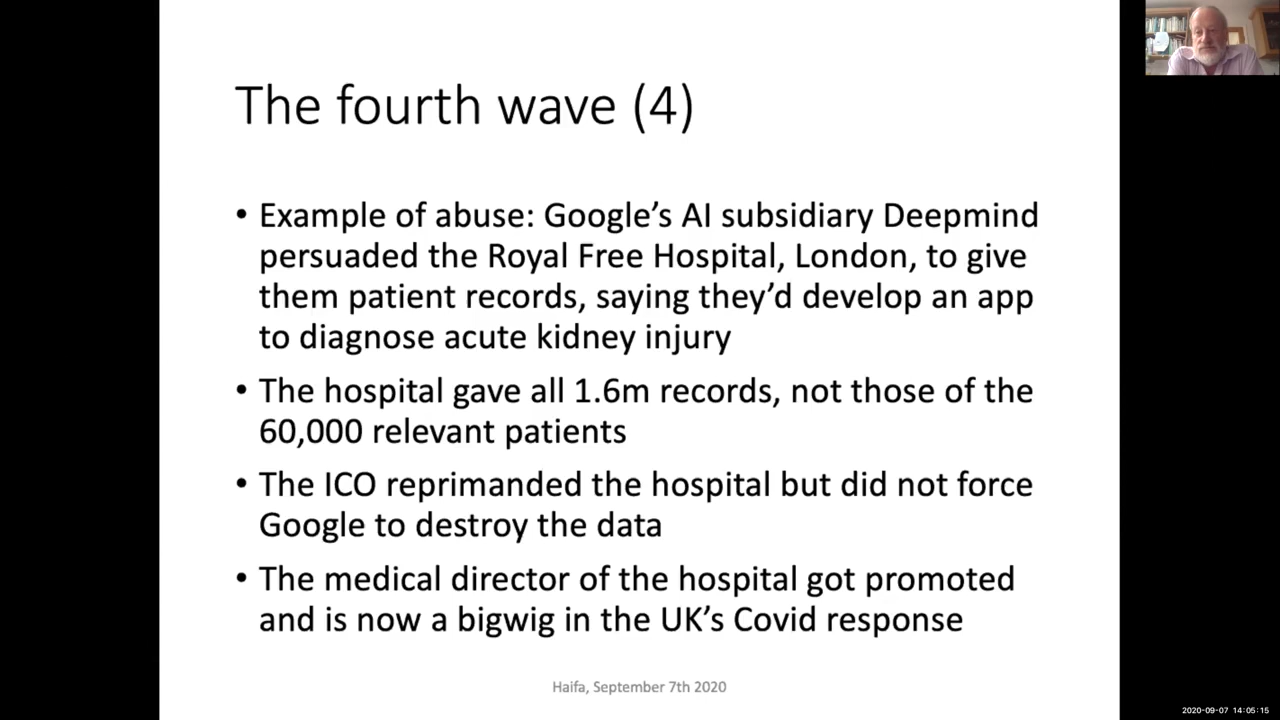 The fourth wave (4)
• Example of abuse: Google’s AI subsidiary Deepmind
persuaded the Royal Free Hospital, London, to give
them patient records, saying they’d develop an app
to diagnose acute kidney injury
• The hospital gave all 1.6m records, not those of the
60,000 relevant patients
• The ICO reprimanded the hospital but did not force
Google to destroy the data
• The medical director of the hospital got promoted
and is now a bigwig in the UK’s Covid response
Haifa, September 7th 2020
2020-09-07 14:05:15